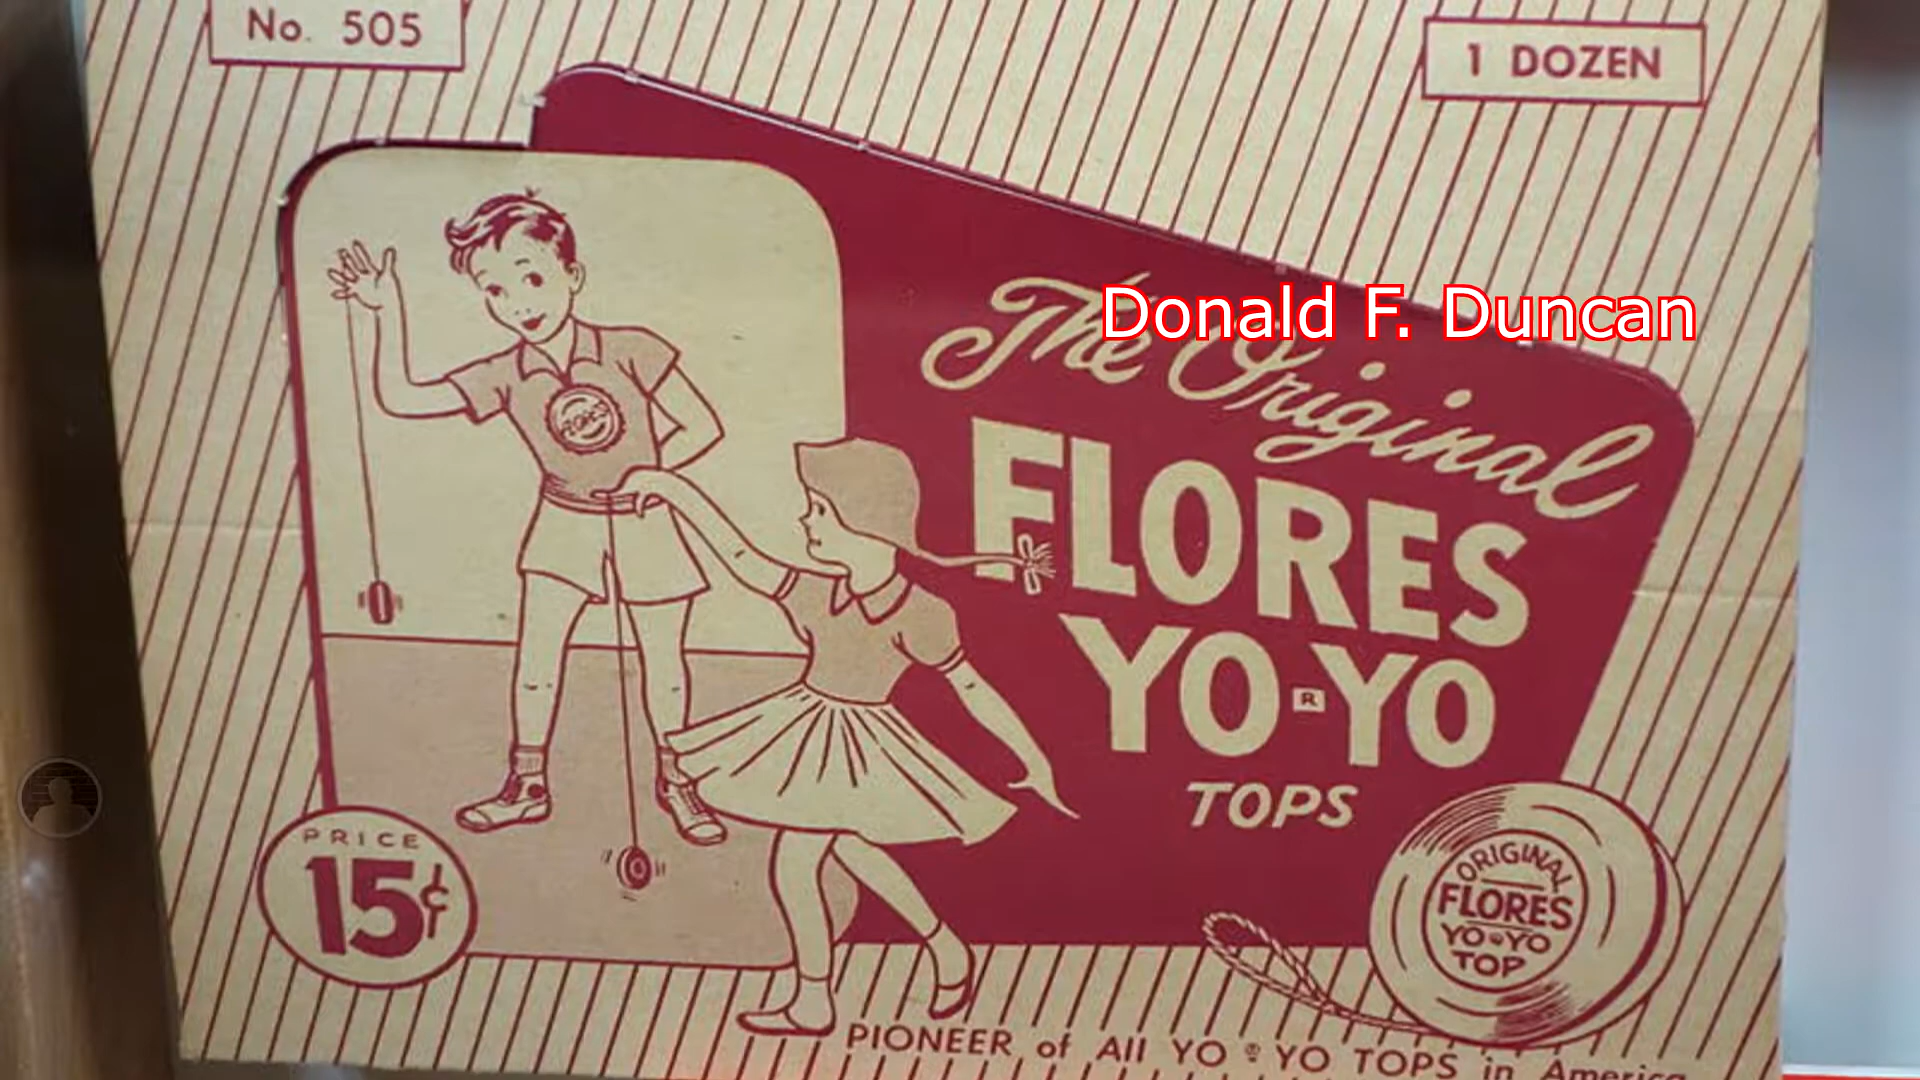 No. 505
1 DOZEN
Donald F. Duncan
The Original
FLORES
YO-YO
R
TOPS
PRICE
15¢
ORIGINAL
FLORES
YO-YO
TOP
PIONEER of All YO ® YO TOPS in America